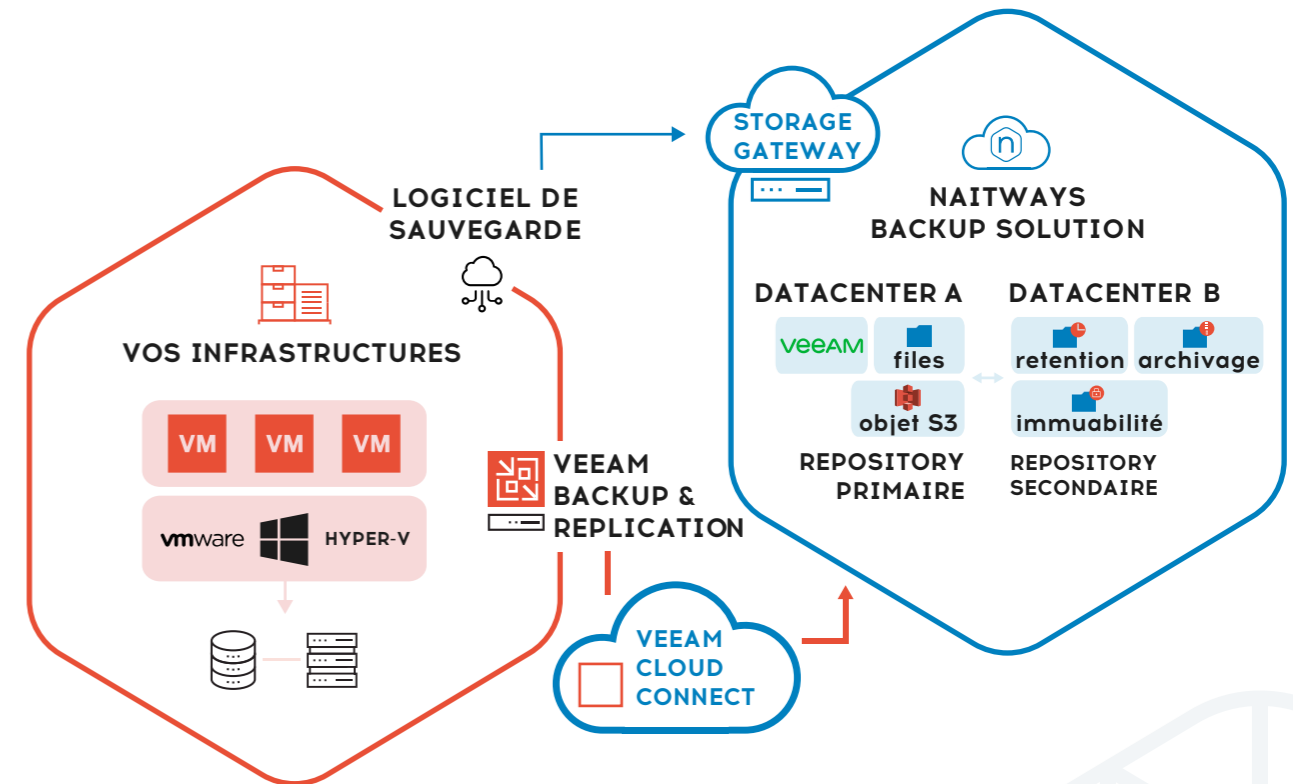 LOGICIEL DE
SAUVEGARDE
VOS INFRASTRUCTURES
VM VM VM
vmware HYPER-V
VEEAM
BACKUP &
REPLICATION
VEEAM
CLOUD
CONNECT
STORAGE
GATEWAY
n
NAITWAYS
BACKUP SOLUTION
DATACENTER A
veeAM
files
objet S3
REPOSITORY
PRIMAIRE
DATACENTER B
retention
archivage
immuabilité
REPOSITORY
SECONDAIRE